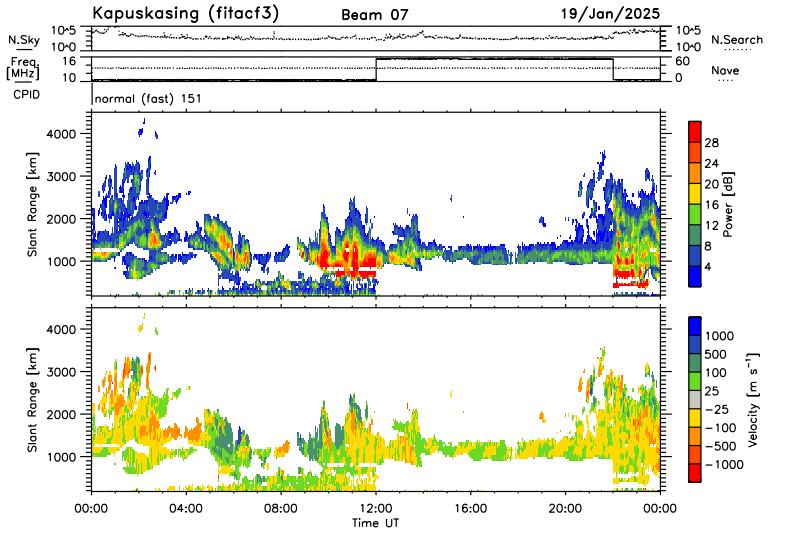 Kapuskasing (fitacf3) Beam 07 19/Jan/2025
N.Sky 10^5 10^0 10^5 10^0 N.Search
Freq. [MHz] 16 10 60 0 Nave
CPID normal (fast) 151
Slant Range [km] 4000 3000 2000 1000
Power [dB] 28 24 20 16 12 8 4
Slant Range [km] 4000 3000 2000 1000
Velocity [m s⁻¹] 1000 500 100 25 −25 −100 −500 −1000
00:00 04:00 08:00 12:00 16:00 20:00 00:00
Time UT